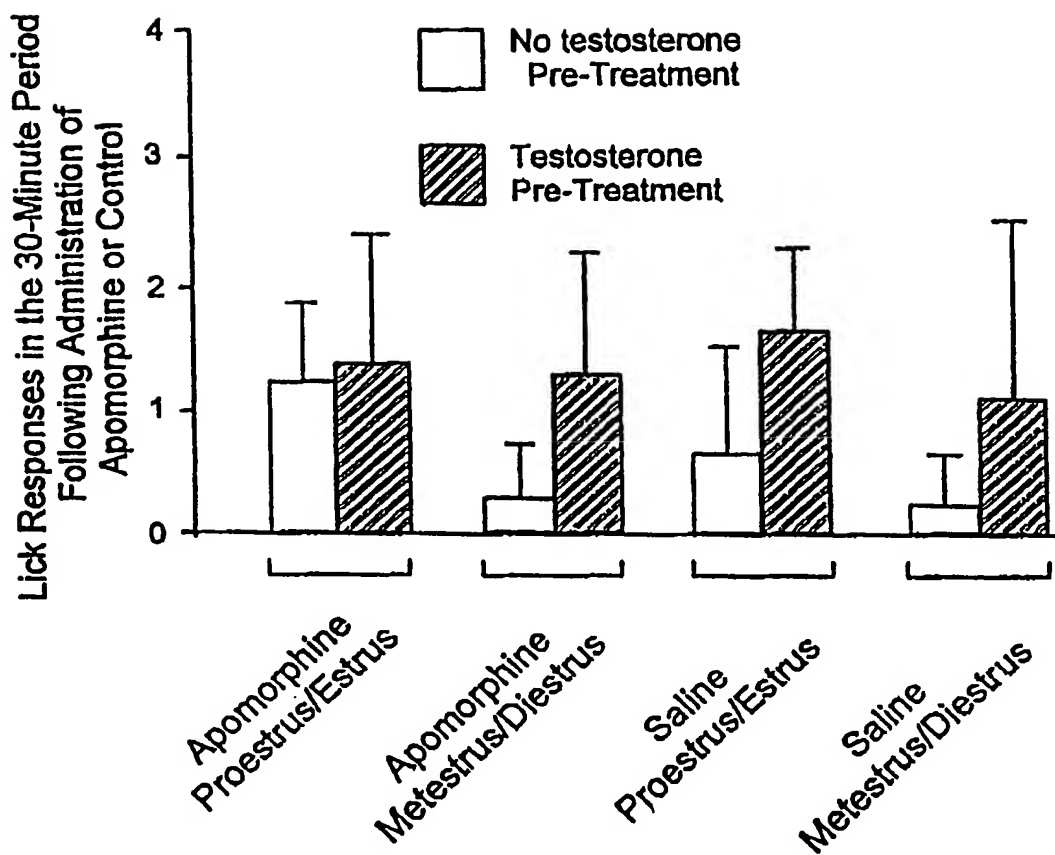 Lick Responses in the 30-Minute Period
Following Administration of
Apomorphine or Control
4
3
2
1
0
No testosterone
Pre-Treatment
Testosterone
Pre-Treatment
Apomorphine
Proestrus/Estrus
Apomorphine
Metestrus/Diestrus
Saline
Proestrus/Estrus
Saline
Metestrus/Diestrus